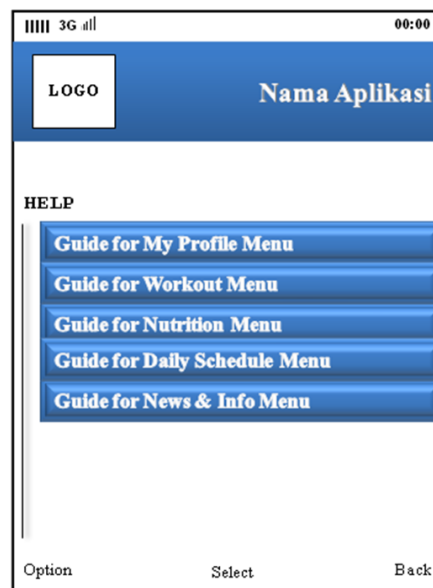 3G 00:00
LOGO
Nama Aplikasi
HELP
Guide for My Profile Menu
Guide for Workout Menu
Guide for Nutrition Menu
Guide for Daily Schedule Menu
Guide for News & Info Menu
Option Select Back